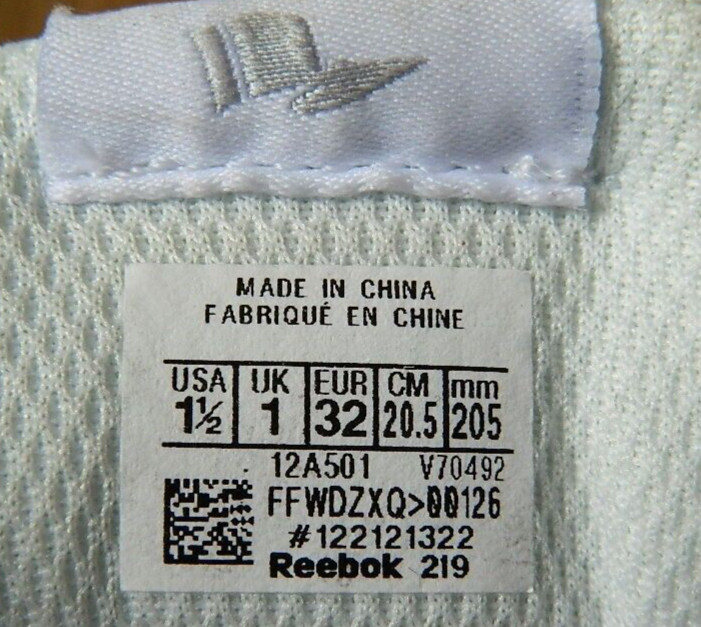 MADE IN CHINA
FABRIQUÉ EN CHINE
USA UK EUR CM mm
1½ 1 32 20.5 205
12A501 V70492
FFWDZXQ>00126
#122121322
Reebok 219